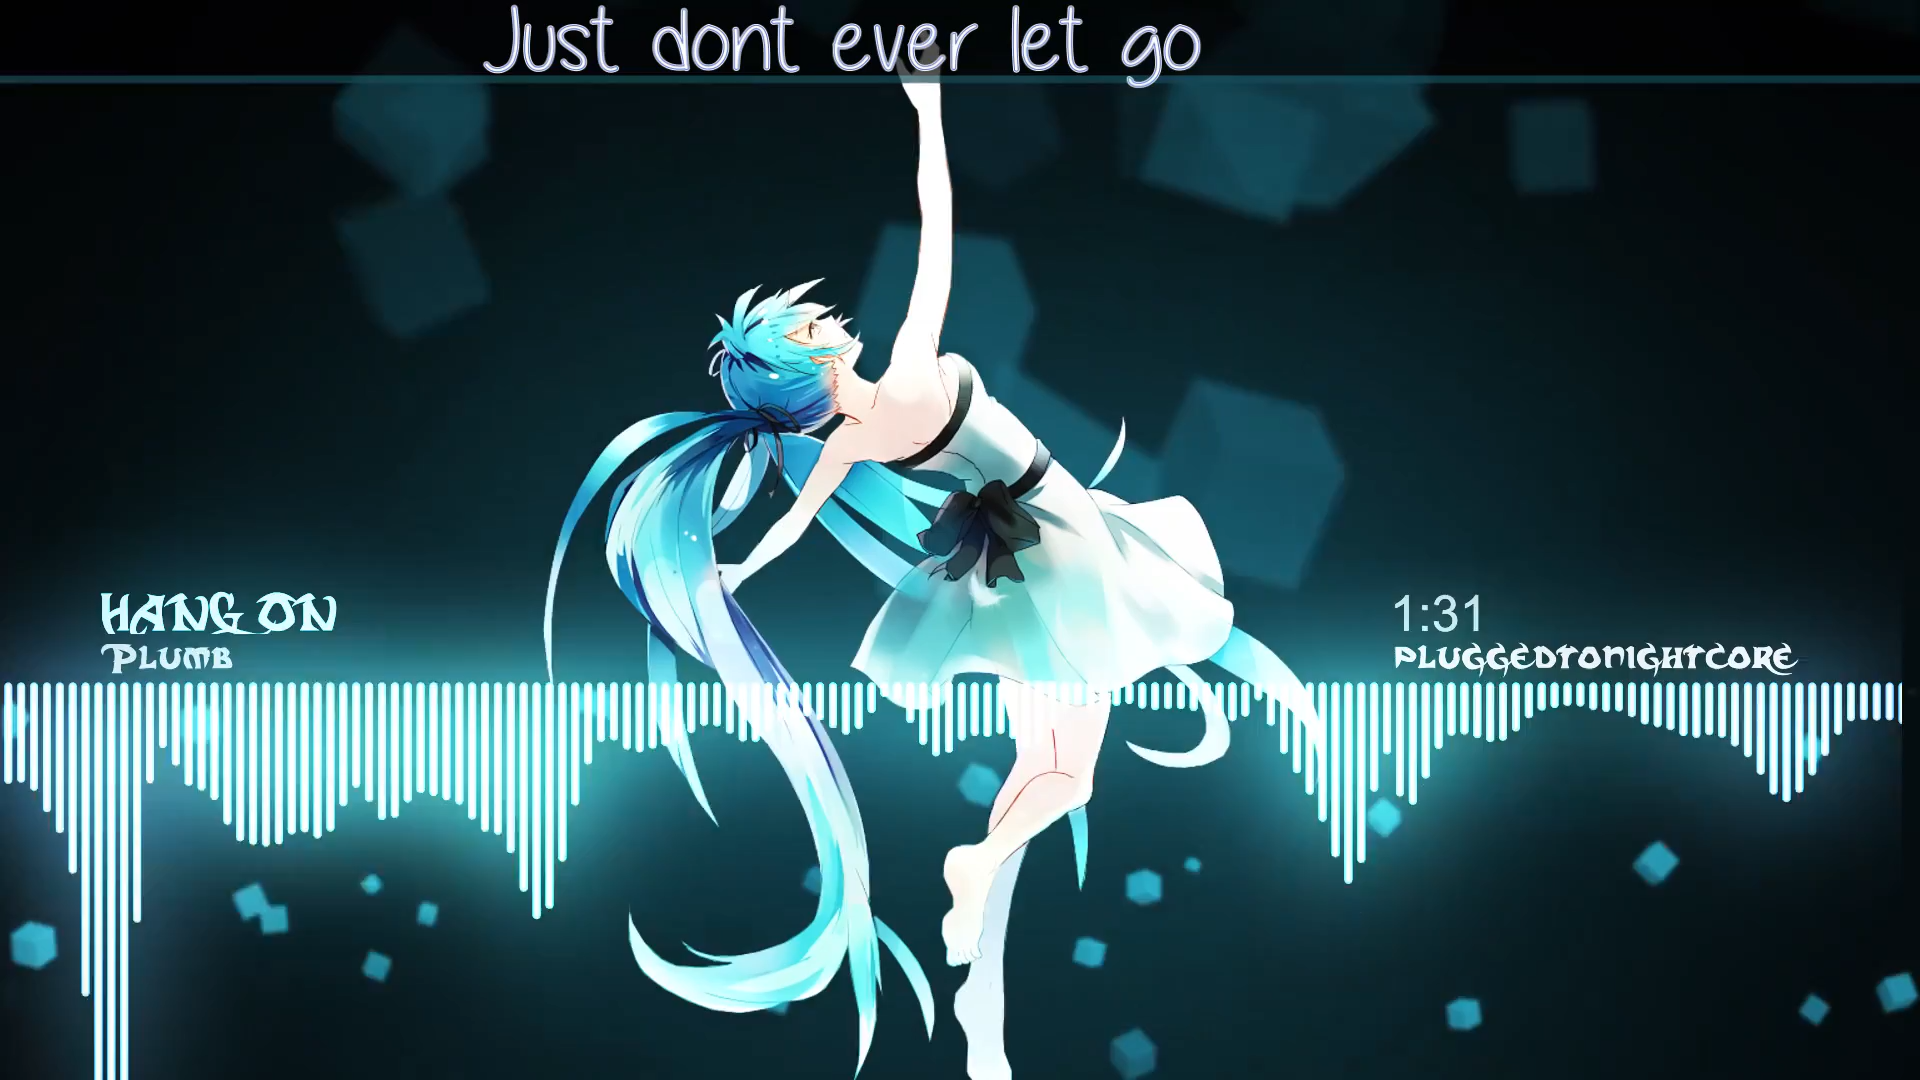 Just dont ever let go
HANG ON
PLUMB
1:31
PLUGGEDTONIGHTCORE